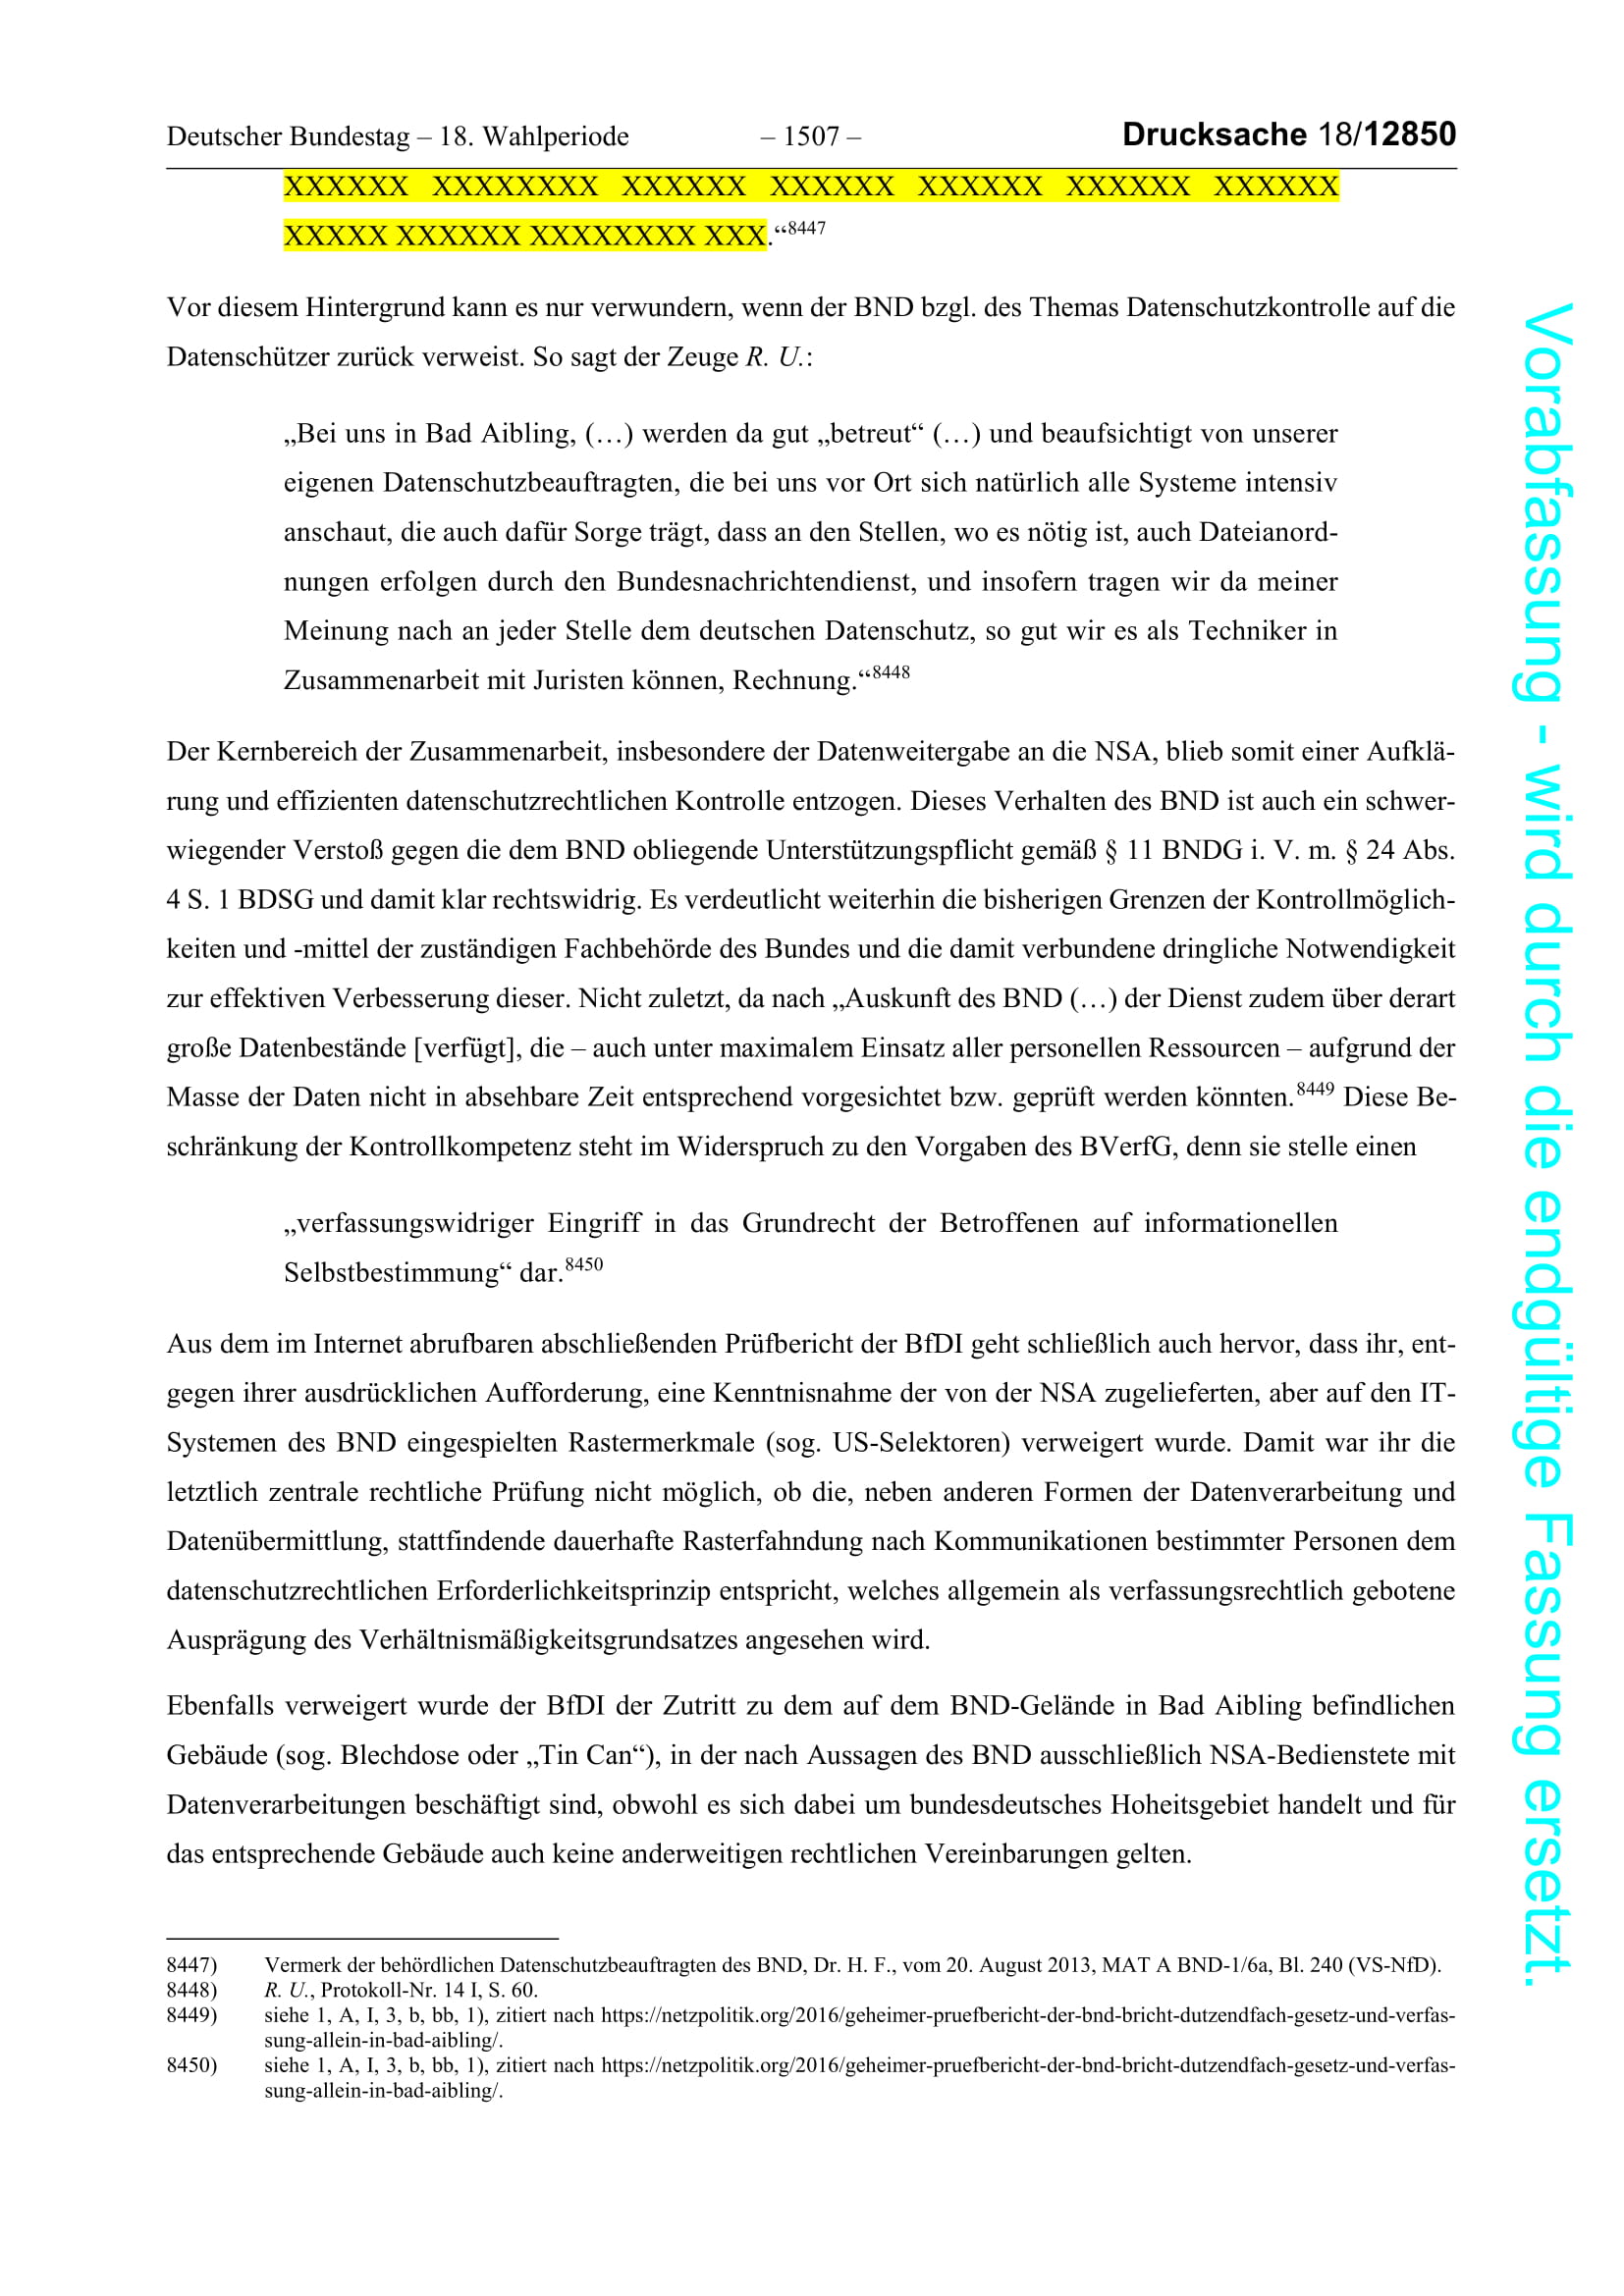 Deutscher Bundestag – 18. Wahlperiode – 1507 – Drucksache 18/12850
XXXXXX XXXXXXXX XXXXXX XXXXXX XXXXXX XXXXXX XXXXXX
XXXXX XXXXXX XXXXXXXX XXX.“8447
Vor diesem Hintergrund kann es nur verwundern, wenn der BND bzgl. des Themas Datenschutzkontrolle auf die
Datenschützer zurück verweist. So sagt der Zeuge R. U.:
„Bei uns in Bad Aibling, (…) werden da gut „betreut“ (…) und beaufsichtigt von unserer
eigenen Datenschutzbeauftragten, die bei uns vor Ort sich natürlich alle Systeme intensiv
anschaut, die auch dafür Sorge trägt, dass an den Stellen, wo es nötig ist, auch Dateianord-
nungen erfolgen durch den Bundesnachrichtendienst, und insofern tragen wir da meiner
Meinung nach an jeder Stelle dem deutschen Datenschutz, so gut wir es als Techniker in
Zusammenarbeit mit Juristen können, Rechnung.“8448
Der Kernbereich der Zusammenarbeit, insbesondere der Datenweitergabe an die NSA, blieb somit einer Aufklä-
rung und effizienten datenschutzrechtlichen Kontrolle entzogen. Dieses Verhalten des BND ist auch ein schwer-
wiegender Verstoß gegen die dem BND obliegende Unterstützungspflicht gemäß § 11 BNDG i. V. m. § 24 Abs.
4 S. 1 BDSG und damit klar rechtswidrig. Es verdeutlicht weiterhin die bisherigen Grenzen der Kontrollmöglich-
keiten und -mittel der zuständigen Fachbehörde des Bundes und die damit verbundene dringliche Notwendigkeit
zur effektiven Verbesserung dieser. Nicht zuletzt, da nach „Auskunft des BND (…) der Dienst zudem über derart
große Datenbestände [verfügt], die – auch unter maximalem Einsatz aller personellen Ressourcen – aufgrund der
Masse der Daten nicht in absehbare Zeit entsprechend vorgesichtet bzw. geprüft werden könnten.8449 Diese Be-
schränkung der Kontrollkompetenz steht im Widerspruch zu den Vorgaben des BVerfG, denn sie stelle einen
„verfassungswidriger Eingriff in das Grundrecht der Betroffenen auf informationellen
Selbstbestimmung“ dar.8450
Aus dem im Internet abrufbaren abschließenden Prüfbericht der BfDI geht schließlich auch hervor, dass ihr, ent-
gegen ihrer ausdrücklichen Aufforderung, eine Kenntnisnahme der von der NSA zugelieferten, aber auf den IT-
Systemen des BND eingespielten Rastermerkmale (sog. US-Selektoren) verweigert wurde. Damit war ihr die
letztlich zentrale rechtliche Prüfung nicht möglich, ob die, neben anderen Formen der Datenverarbeitung und
Datenübermittlung, stattfindende dauerhafte Rasterfahndung nach Kommunikationen bestimmter Personen dem
datenschutzrechtlichen Erforderlichkeitsprinzip entspricht, welches allgemein als verfassungsrechtlich gebotene
Ausprägung des Verhältnismäßigkeitsgrundsatzes angesehen wird.
Ebenfalls verweigert wurde der BfDI der Zutritt zu dem auf dem BND-Gelände in Bad Aibling befindlichen
Gebäude (sog. Blechdose oder „Tin Can“), in der nach Aussagen des BND ausschließlich NSA-Bedienstete mit
Datenverarbeitungen beschäftigt sind, obwohl es sich dabei um bundesdeutsches Hoheitsgebiet handelt und für
das entsprechende Gebäude auch keine anderweitigen rechtlichen Vereinbarungen gelten.
8447) Vermerk der behördlichen Datenschutzbeauftragten des BND, Dr. H. F., vom 20. August 2013, MAT A BND-1/6a, Bl. 240 (VS-NfD).
8448) R. U., Protokoll-Nr. 14 I, S. 60.
8449) siehe 1, A, I, 3, b, bb, 1), zitiert nach https://netzpolitik.org/2016/geheimer-pruefbericht-der-bnd-bricht-dutzendfach-gesetz-und-verfas-
sung-allein-in-bad-aibling/.
8450) siehe 1, A, I, 3, b, bb, 1), zitiert nach https://netzpolitik.org/2016/geheimer-pruefbericht-der-bnd-bricht-dutzendfach-gesetz-und-verfas-
sung-allein-in-bad-aibling/.
Vorabfassung - wird durch die endgültige Fassung ersetzt.